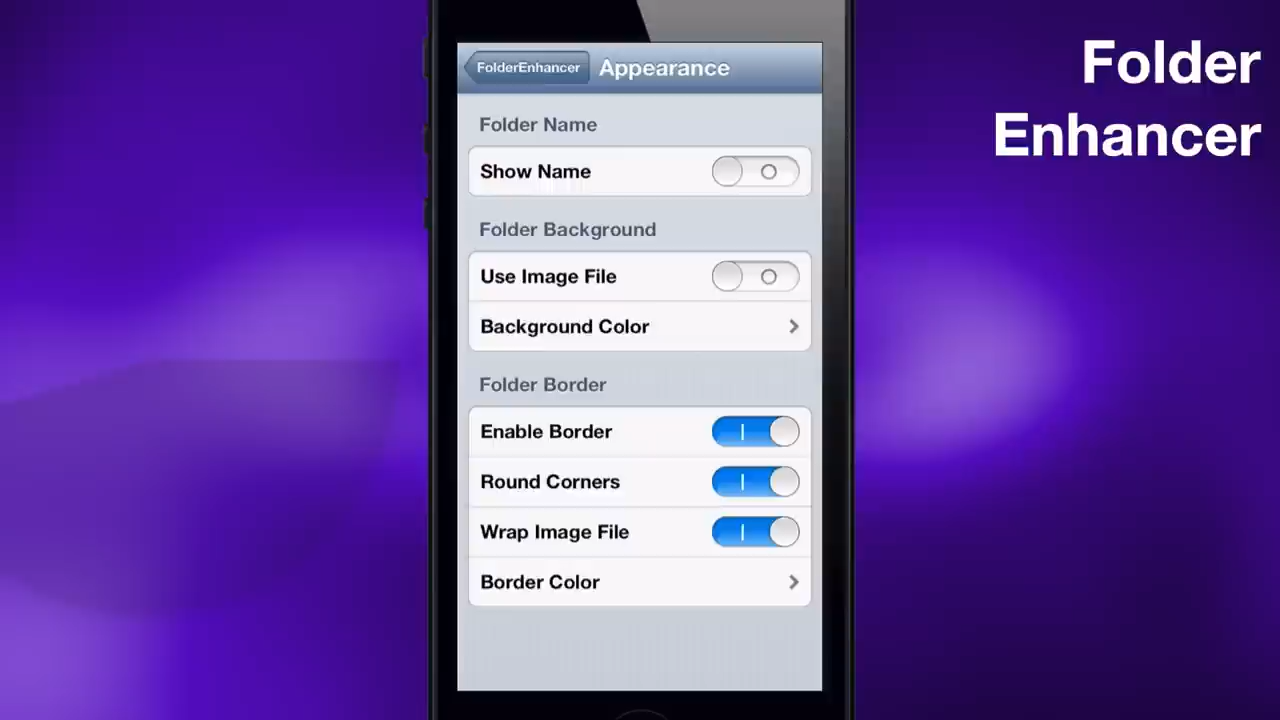 Folder
Enhancer
FolderEnhancer
Appearance
Folder Name
Show Name
Folder Background
Use Image File
Background Color
Folder Border
Enable Border
Round Corners
Wrap Image File
Border Color